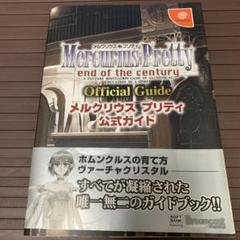 メルクリウス プリティ
Mercurius Pretty
end of the century
Official Guide
メルクリウス プリティ
公式ガイド
ホムンクルスの育て方
ヴァーチャクリスタル
すべてが凝縮された
唯一無二のガイドブック!!